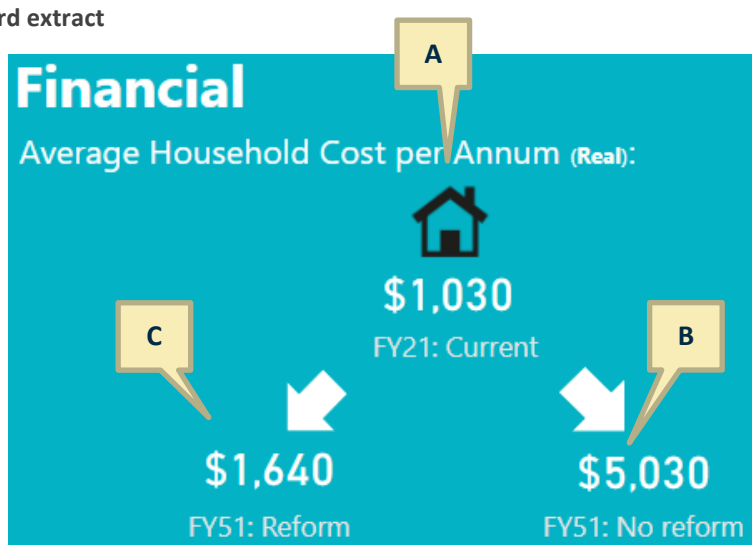 rd extract
A
Financial
Average Household Cost per Annum (Real):
$1,030
FY21: Current
C
B
$1,640
$5,030
FY51: Reform
FY51: No reform